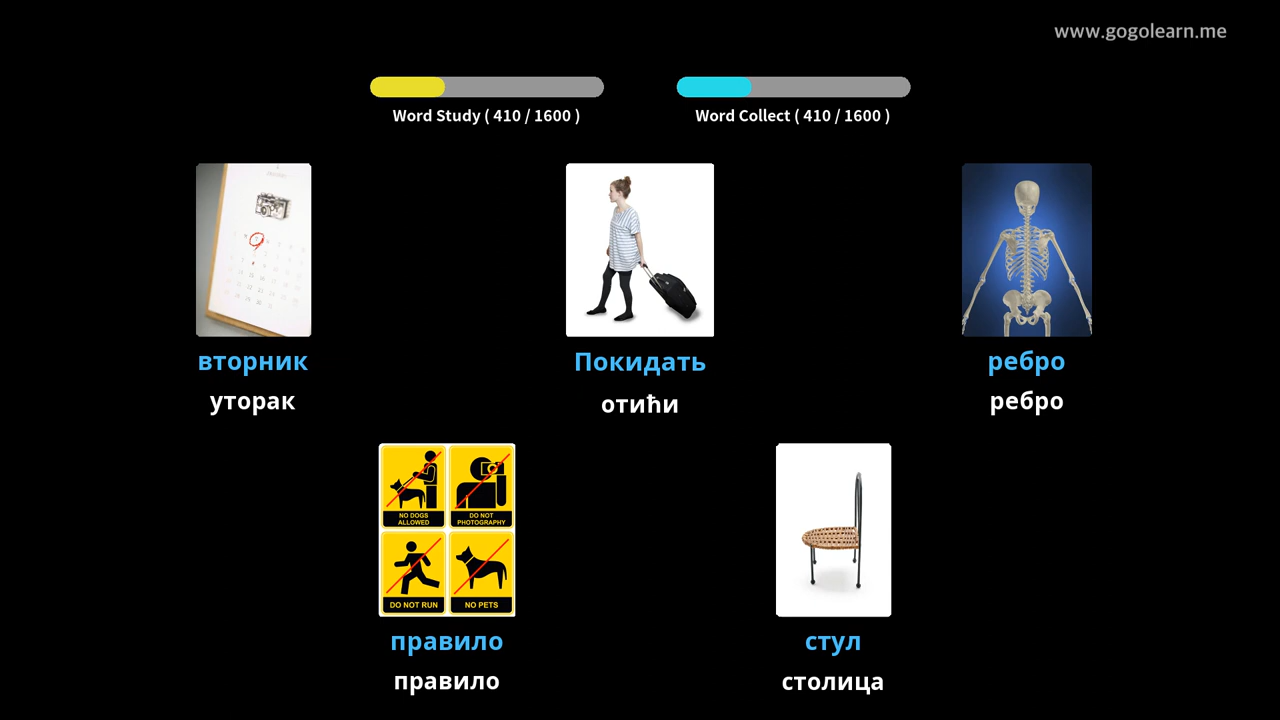 www.gogolearn.me
Word Study ( 410 / 1600 )
Word Collect ( 410 / 1600 )
вторник
уторак
Покидать
отићи
ребро
ребро
NO DOGS
ALLOWED
DO NOT
PHOTOGRAPHY
DO NOT RUN
NO PETS
правило
правило
стул
столица